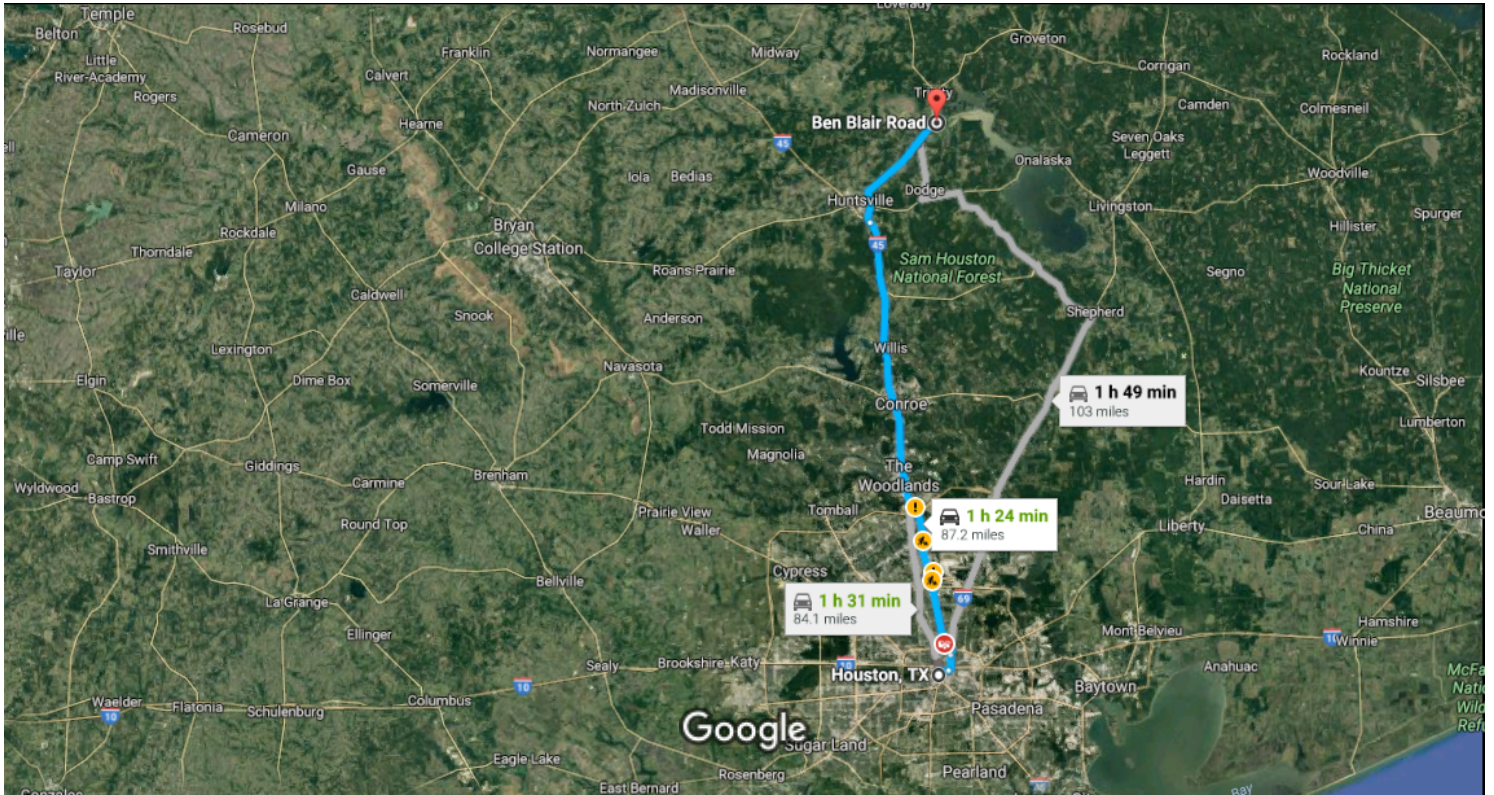 Temple
Lovelady
Belton
Rosebud
Groveton
Little
River-Academy
Franklin
Normangee
Midway
Rockland
Calvert
Corrigan
Rogers
Madisonville
Trinity
North Zulch
Camden
Colmesneil
Hearne
Ben Blair Road
Cameron
45
Seven Oaks
Leggett
Onalaska
Gause
Iola
Bedias
Woodville
Dodge
Milano
Huntsville
Livingston
Spurger
Rockdale
Bryan
Hillister
College Station
45
Thorndale
Sam Houston
National Forest
Taylor
Roans Prairie
Segno
Big Thicket
National
Preserve
Caldwell
Snook
Anderson
Shepherd
Lexington
Willis
Navasota
Kountze
Elgin
Dime Box
Somerville
Silsbee
1 h 49 min
103 miles
Conroe
Todd Mission
Lumberton
Magnolia
Camp Swift
Giddings
The
Woodlands
Brenham
Carmine
Wyldwood
Bastrop
Hardin
Sour Lake
Daisetta
Prairie View
Tomball
1 h 24 min
87.2 miles
Beaumo
Round Top
Waller
Liberty
China
Smithville
Cypress
Bellville
La Grange
1 h 31 min
84.1 miles
69
Hamshire
Ellinger
Mont Belvieu
10
Winnie
Sealy
Brookshire
Katy
10
Anahuac
Houston, TX
McFa
Natio
Wild
Refu
10
Baytown
Waelder
10
Flatonia
Schulenburg
Columbus
Pasadena
Google
Sugar Land
Eagle Lake
Rosenberg
Pearland
East Bernard
Bay